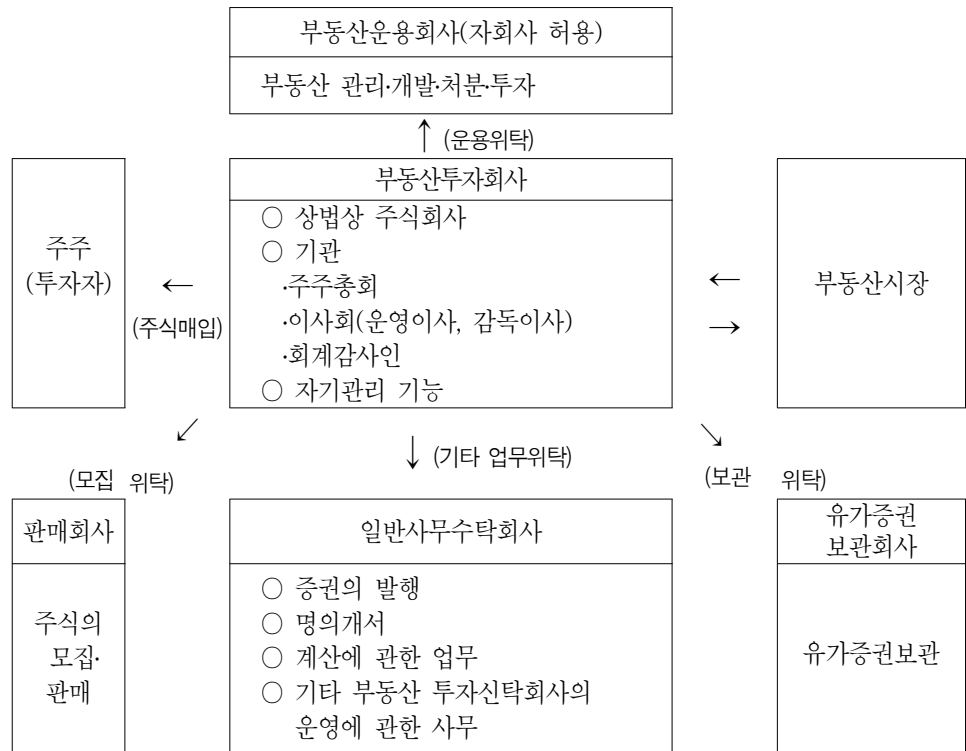 부동산운용회사(자회사 허용)
부동산 관리·개발·처분·투자
↑ (운용위탁)
주주
(투자자)
←
(주식매입)
부동산투자회사
○ 상법상 주식회사
○ 기관
·주주총회
·이사회(운영이사, 감독이사)
·회계감사인
○ 자기관리 기능
←
→
부동산시장
↙
(모집 위탁)
↓ (기타 업무위탁)
↘
(보관 위탁)
판매회사
주식의
모집·
판매
일반사무수탁회사
○ 증권의 발행
○ 명의개서
○ 계산에 관한 업무
○ 기타 부동산 투자신탁회사의
운영에 관한 사무
유가증권
보관회사
유가증권보관